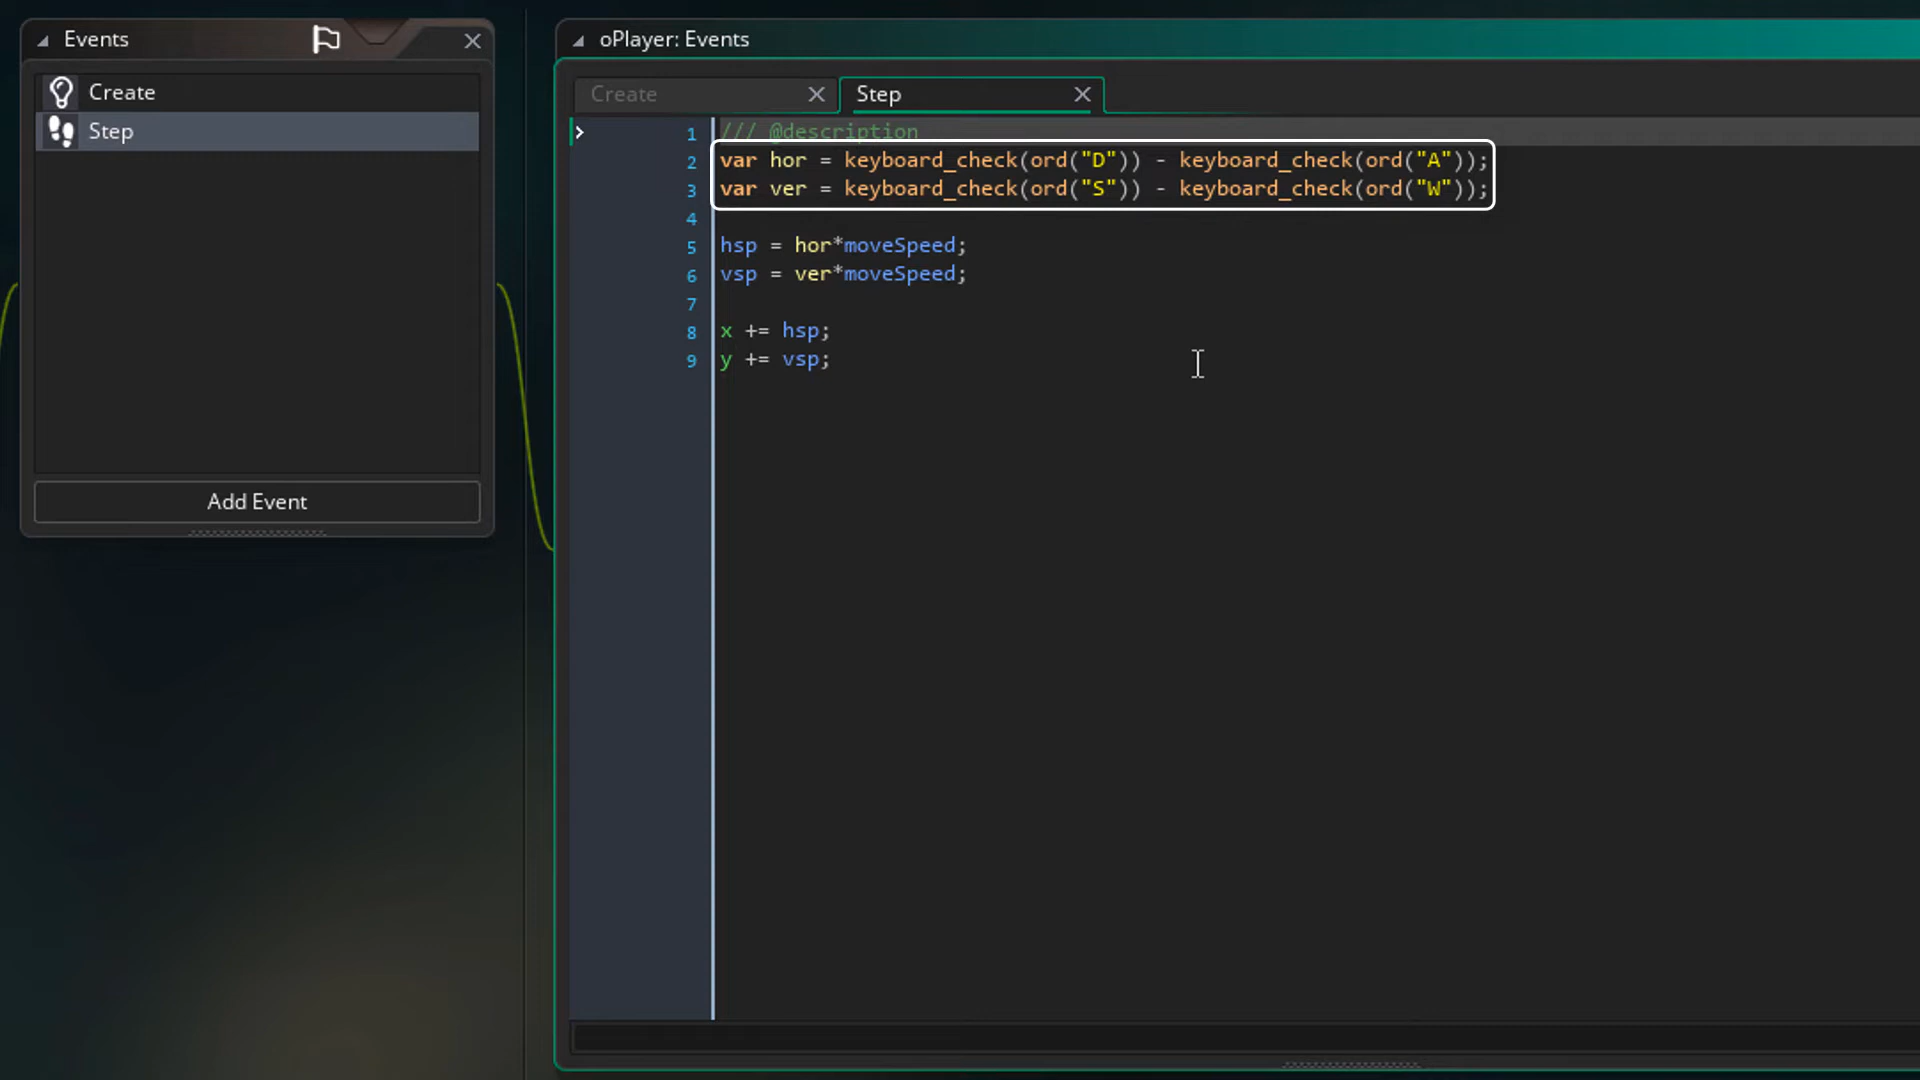 Events
Create
Step
Add Event
oPlayer: Events
Create
Step
1 /// @description
2 var hor = keyboard_check(ord("D")) - keyboard_check(ord("A"));
3 var ver = keyboard_check(ord("S")) - keyboard_check(ord("W"));
4
5 hsp = hor*moveSpeed;
6 vsp = ver*moveSpeed;
7
8 x += hsp;
9 y += vsp;